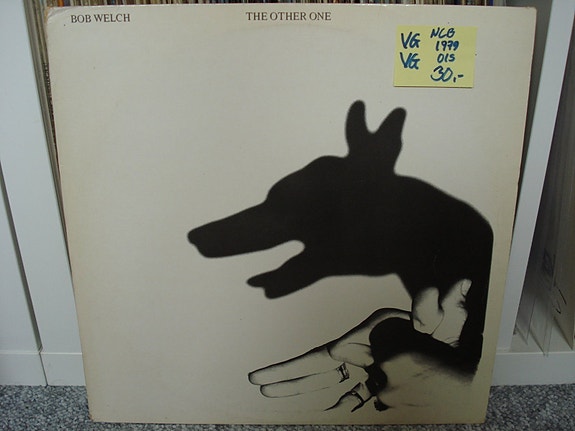 BOB WELCH
THE OTHER ONE
VG NCB
1979
VG 015
30,-